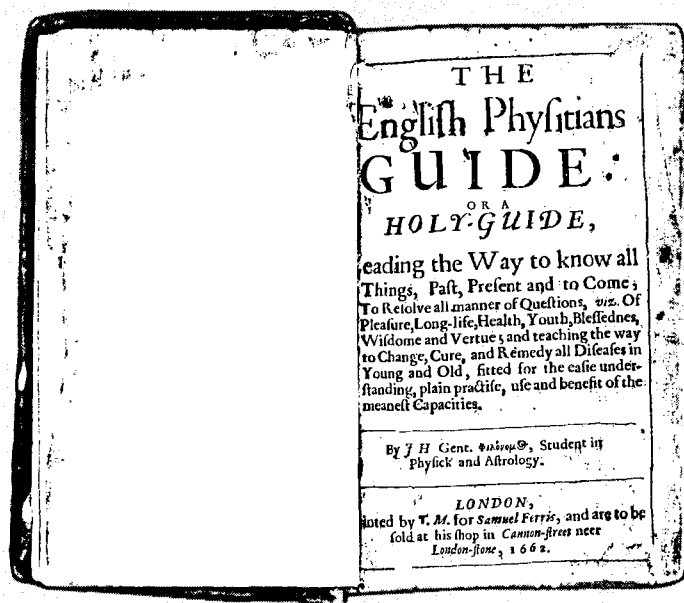 THE
Engliſh Phyſitians
GUIDE:
OR A
HOLY-GUIDE,
eading the Way to know all
Things, Paſt, Preſent and to Come;
To Reſolve all manner of Queſtions, viz. Of
Pleaſure, Long-life, Health, Youth, Bleſſednes,
Wiſdome and Vertue; and teaching the way
to Change, Cure, and Remedy all Diſeaſes in
Young and Old, fitted for the eaſie under-
ſtanding, plain practiſe, uſe and benefit of the
meaneſt Capacities.
By J H Gent. , Student in
Phyſick and Aſtrology.
LONDON,
inted by T. M. for Samuel Ferris, and are to be
ſold at his ſhop in Cannon-ſtreet neer
London-ſtone, 1662.